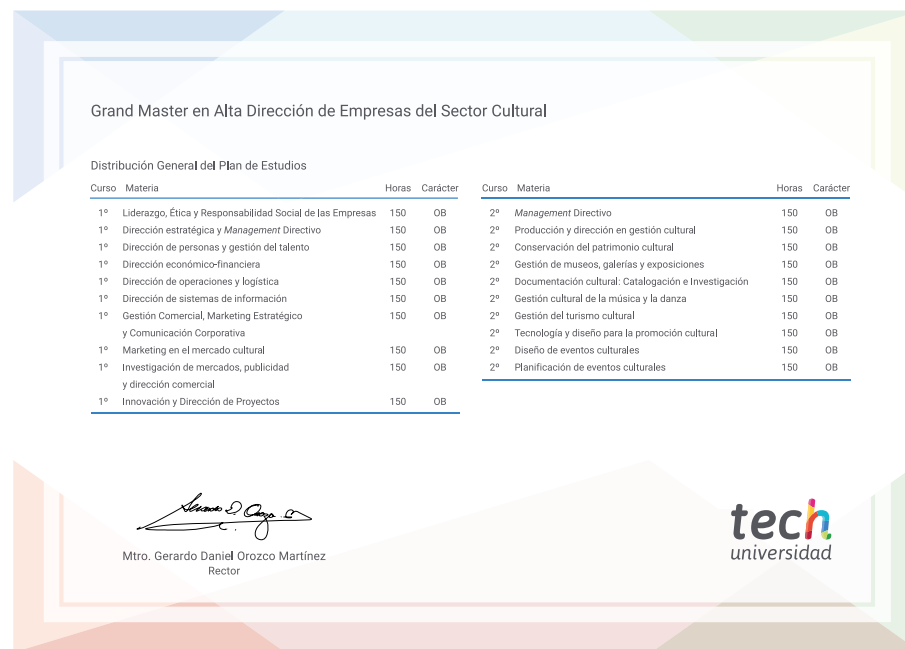 Grand Master en Alta Dirección de Empresas del Sector Cultural
Distribución General del Plan de Estudios
Curso Materia Horas Carácter
1º Liderazgo, Ética y Responsabilidad Social de las Empresas 150 OB
1º Dirección estratégica y Management Directivo 150 OB
1º Dirección de personas y gestión del talento 150 OB
1º Dirección económico-financiera 150 OB
1º Dirección de operaciones y logística 150 OB
1º Dirección de sistemas de información 150 OB
1º Gestión Comercial, Marketing Estratégico 150 OB
y Comunicación Corporativa
1º Marketing en el mercado cultural 150 OB
1º Investigación de mercados, publicidad 150 OB
y dirección comercial
1º Innovación y Dirección de Proyectos 150 OB
Curso Materia Horas Carácter
2º Management Directivo 150 OB
2º Producción y dirección en gestión cultural 150 OB
2º Conservación del patrimonio cultural 150 OB
2º Gestión de museos, galerías y exposiciones 150 OB
2º Documentación cultural: Catalogación e Investigación 150 OB
2º Gestión cultural de la música y la danza 150 OB
2º Gestión del turismo cultural 150 OB
2º Tecnología y diseño para la promoción cultural 150 OB
2º Diseño de eventos culturales 150 OB
2º Planificación de eventos culturales 150 OB
Mtro. Gerardo Daniel Orozco Martínez
Rector
tech
universidad